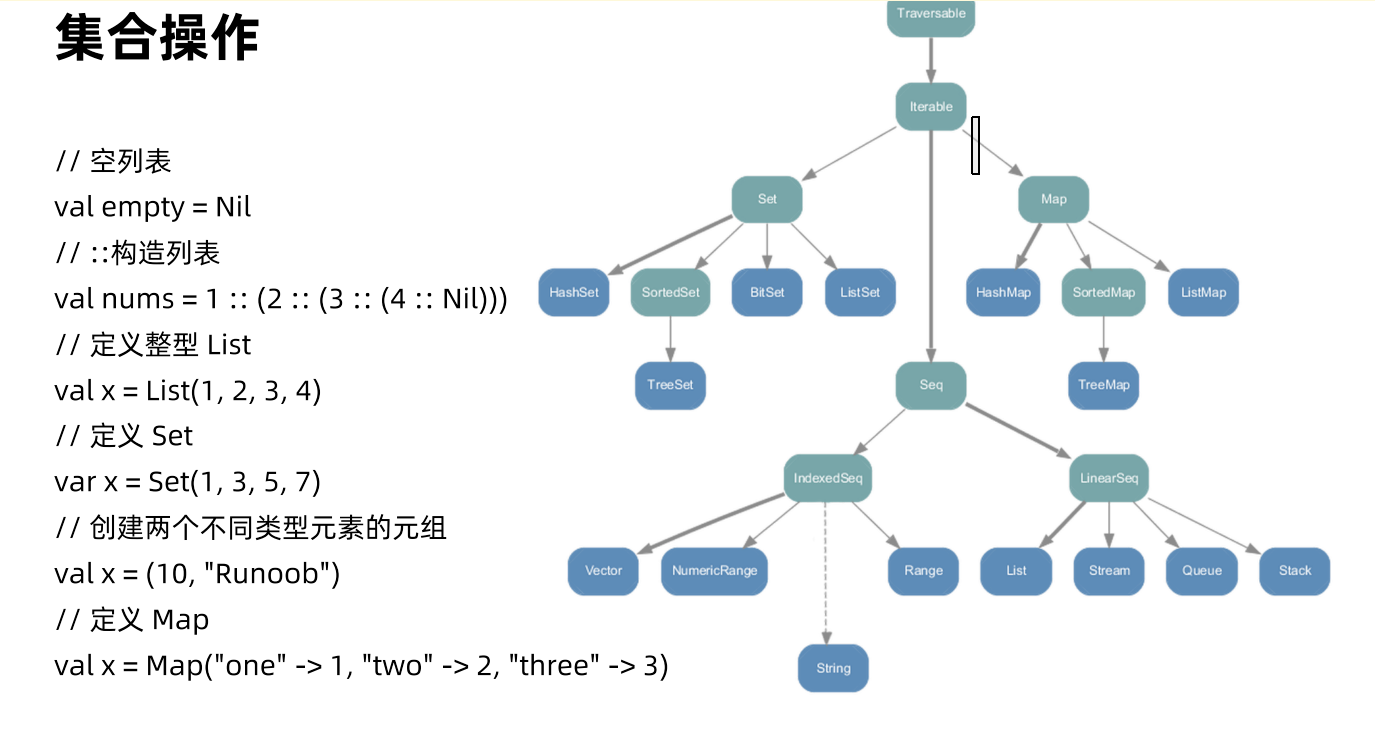 集合操作
// 空列表
val empty = Nil
// ::构造列表
val nums = 1 :: (2 :: (3 :: (4 :: Nil)))
// 定义整型 List
val x = List(1, 2, 3, 4)
// 定义 Set
var x = Set(1, 3, 5, 7)
// 创建两个不同类型元素的元组
val x = (10, "Runoob")
// 定义 Map
val x = Map("one" -> 1, "two" -> 2, "three" -> 3)
Traversable
Iterable
Set
Map
HashSet
SortedSet
BitSet
ListSet
HashMap
SortedMap
ListMap
TreeSet
Seq
TreeMap
IndexedSeq
LinearSeq
Vector
NumericRange
Range
List
Stream
Queue
Stack
String